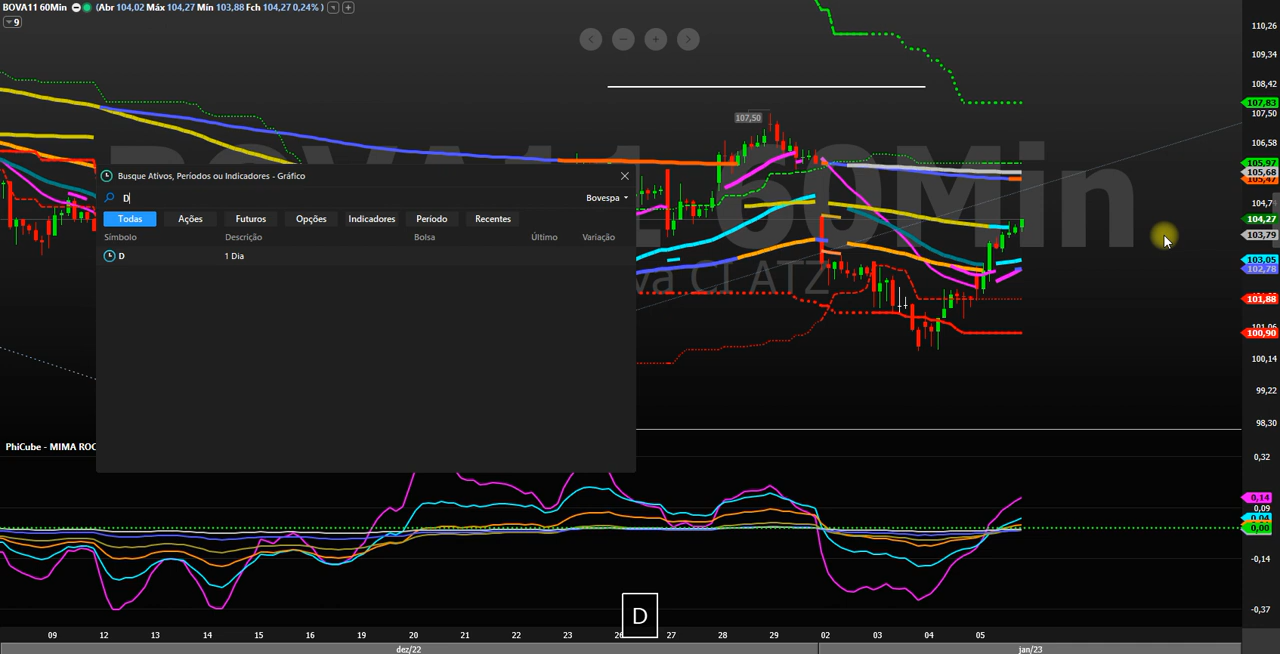 BOVA11 60Min (Abr 104,02 Máx 104,27 Mín 103,88 Fch 104,27 0,24% )
9
110,26
109,34
108,42
107,83
107,50
107,50
106,58
105,97
105,68
105,47
104,27
103,79
103,05
102,78
101,88
100,90
100,14
99,22
98,30
Busque Ativos, Períodos ou Indicadores - Gráfico
D
Bovespa
Todas Ações Futuros Opções Indicadores Período Recentes
Símbolo Descrição Bolsa Último Variação
D 1 Dia
PhiCube - MIMA ROC
0,32
0,14
0,09
0,04
0,00
-0,14
-0,37
D
09 12 13 14 15 16 19 20 21 22 23 27 28 29 02 03 04 05
dez/22 jan/23